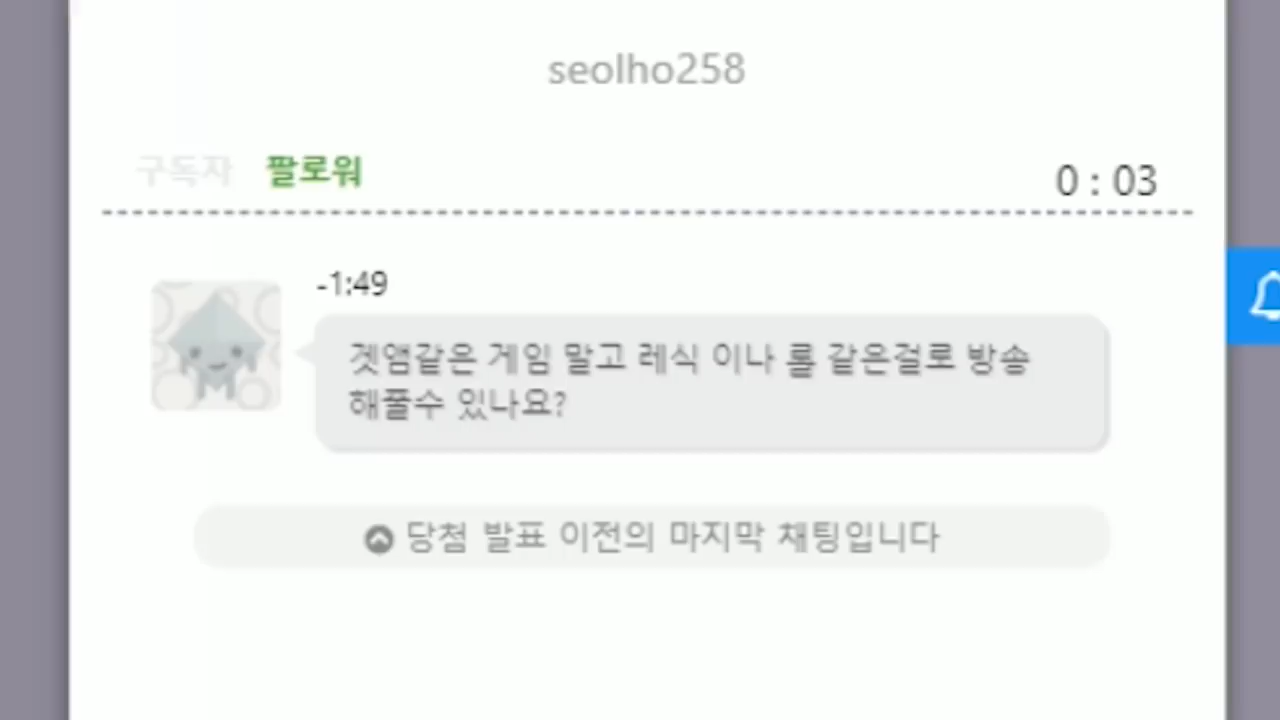 seolho258
구독자 팔로워
0 : 03
-1:49
겟앰같은 게임 말고 레식 이나 롤 같은걸로 방송
해풀수 있나요?
당첨 발표 이전의 마지막 채팅입니다